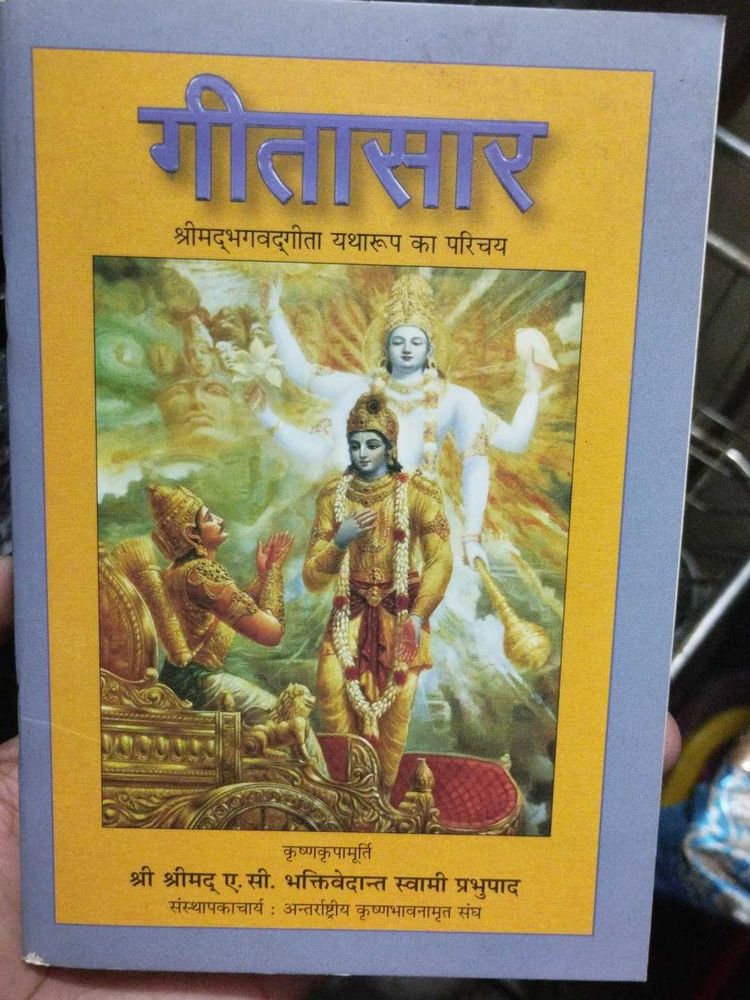 गीतासार
श्रीमद्‌भगवद्‌गीता यथारूप का परिचय
कृष्णकृपामूर्ति
श्री श्रीमद् ए. सी. भक्तिवेदान्त स्वामी प्रभुपाद
संस्थापकाचार्य : अन्तर्राष्ट्रीय कृष्णभावनामृत संघ